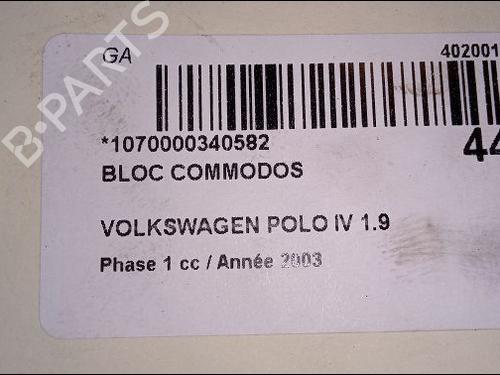 GA
402001
*1070000340582
44
BLOC COMMODOS
VOLKSWAGEN POLO IV 1.9
Phase 1 cc / Année 2003
B-PARTS